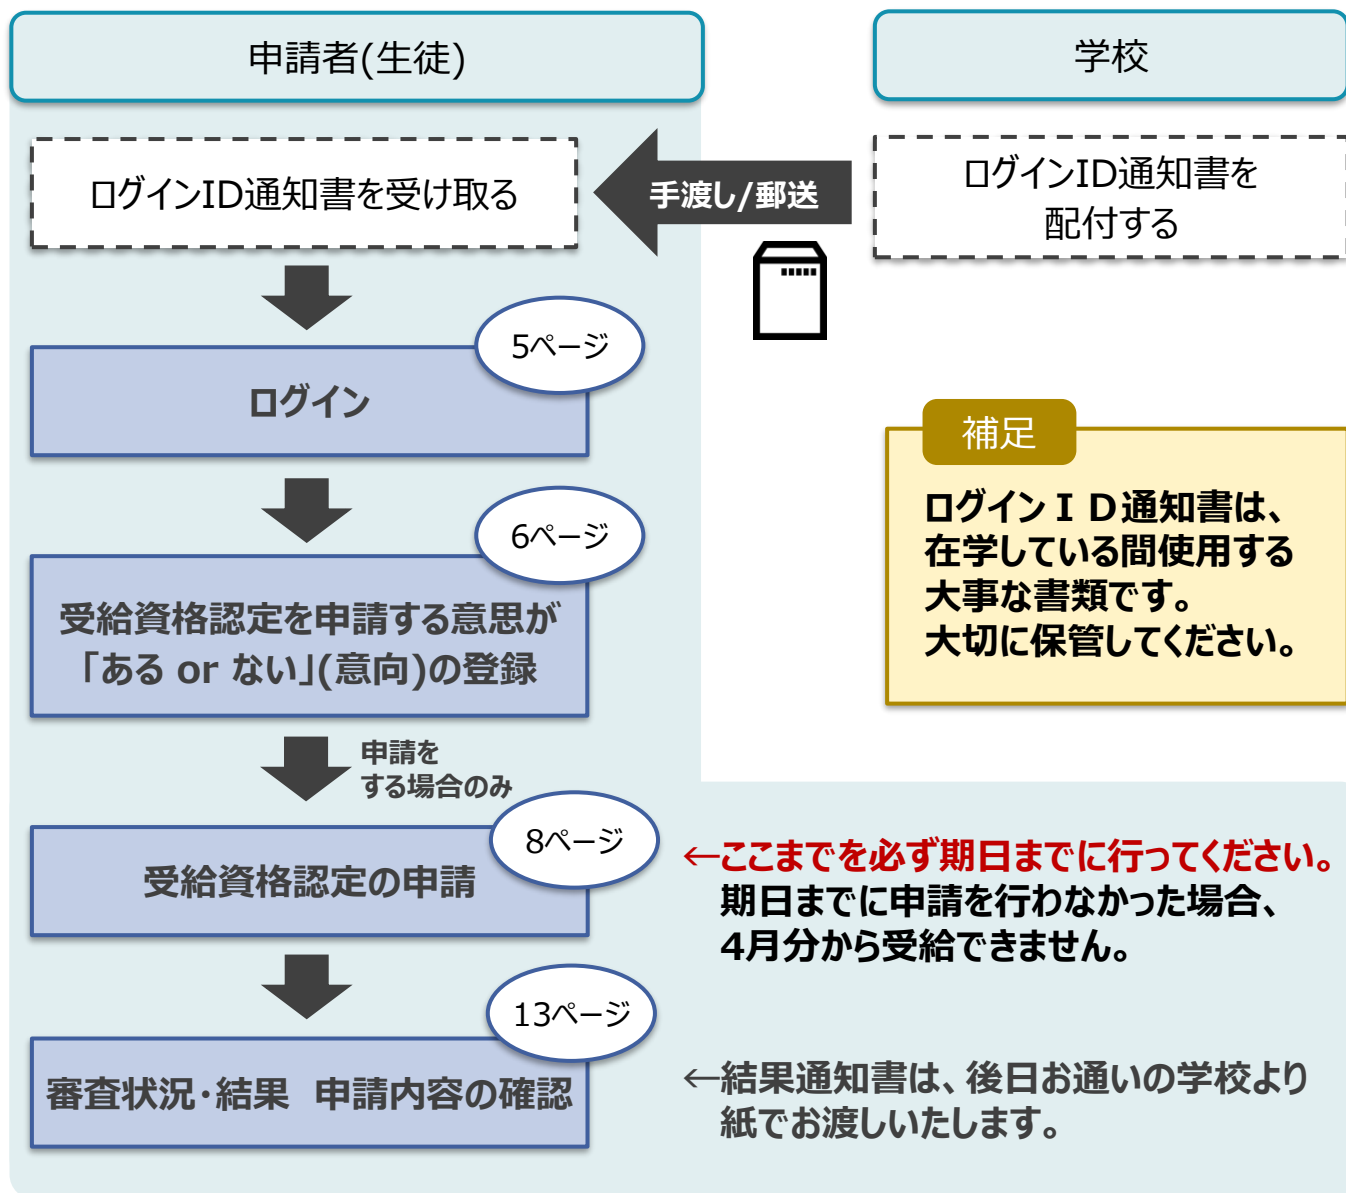 申請者(生徒)
学校
ログインID通知書を受け取る
手渡し/郵送
ログインID通知書を
配付する
5ページ
ログイン
補足
ログインＩＤ通知書は、
在学している間使用する
大事な書類です。
大切に保管してください。
6ページ
受給資格認定を申請する意思が
「ある or ない」(意向)の登録
申請を
する場合のみ
8ページ
受給資格認定の申請
←ここまでを必ず期日までに行ってください。
期日までに申請を行わなかった場合、
4月分から受給できません。
13ページ
審査状況・結果　申請内容の確認
←結果通知書は、後日お通いの学校より
紙でお渡しいたします。